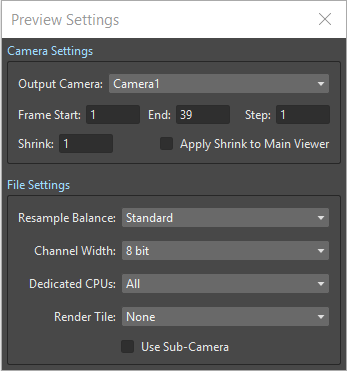 Preview Settings
Camera Settings
Output Camera: Camera1
Frame Start: 1 End: 39 Step: 1
Shrink: 1 Apply Shrink to Main Viewer
File Settings
Resample Balance: Standard
Channel Width: 8 bit
Dedicated CPUs: All
Render Tile: None
Use Sub-Camera